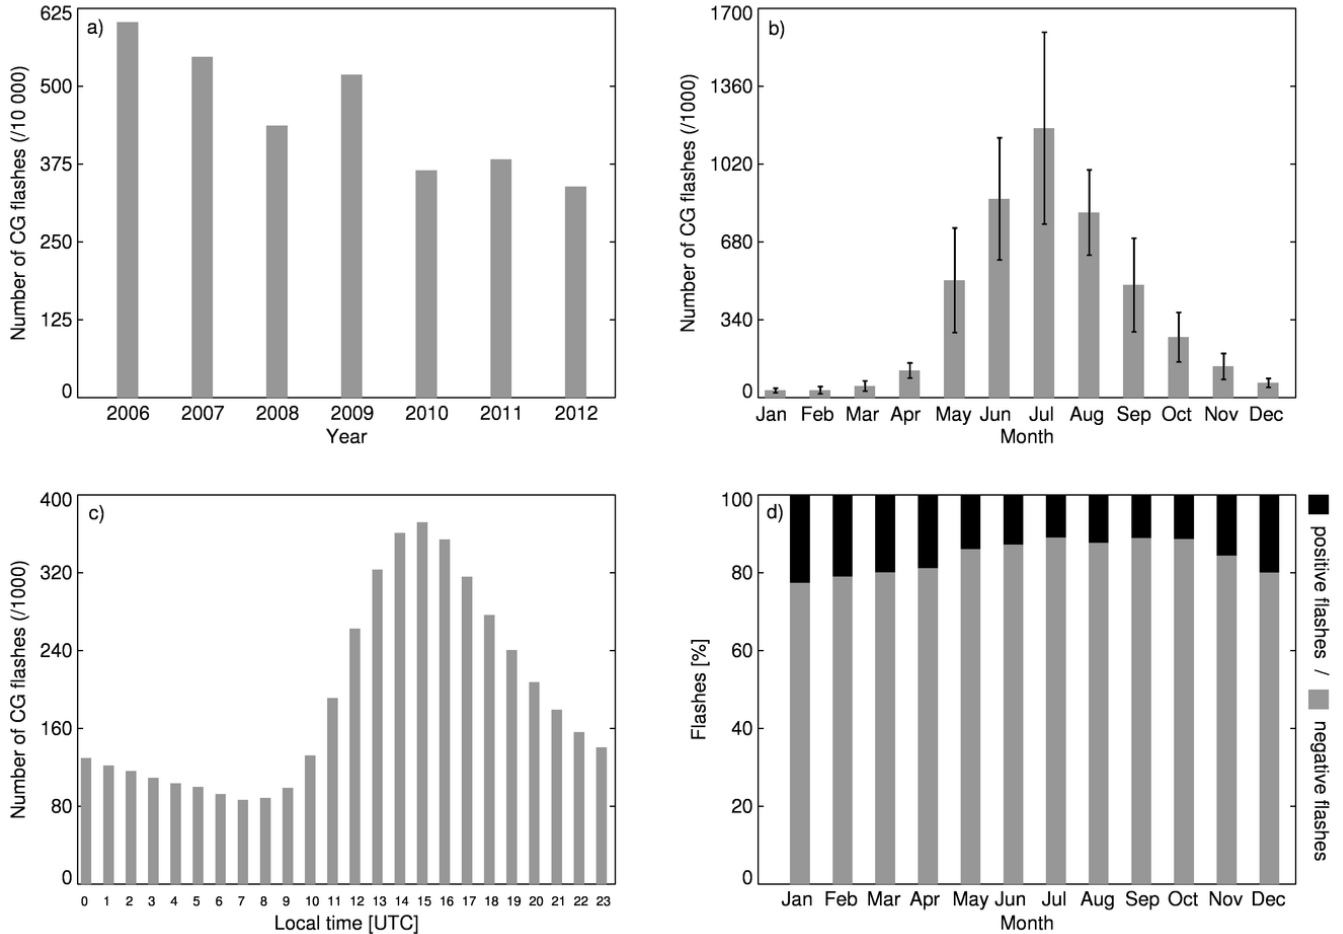 a)
625
500
375
250
125
0
Number of CG flashes (/10 000)
2006 2007 2008 2009 2010 2011 2012
Year
b)
1700
1360
1020
680
340
0
Number of CG flashes (/1000)
Jan Feb Mar Apr May Jun Jul Aug Sep Oct Nov Dec
Month
c)
400
320
240
160
80
0
Number of CG flashes (/1000)
0 1 2 3 4 5 6 7 8 9 10 11 12 13 14 15 16 17 18 19 20 21 22 23
Local time [UTC]
d)
100
80
60
40
20
0
Flashes [%]
Jan Feb Mar Apr May Jun Jul Aug Sep Oct Nov Dec
Month
positive flashes / negative flashes